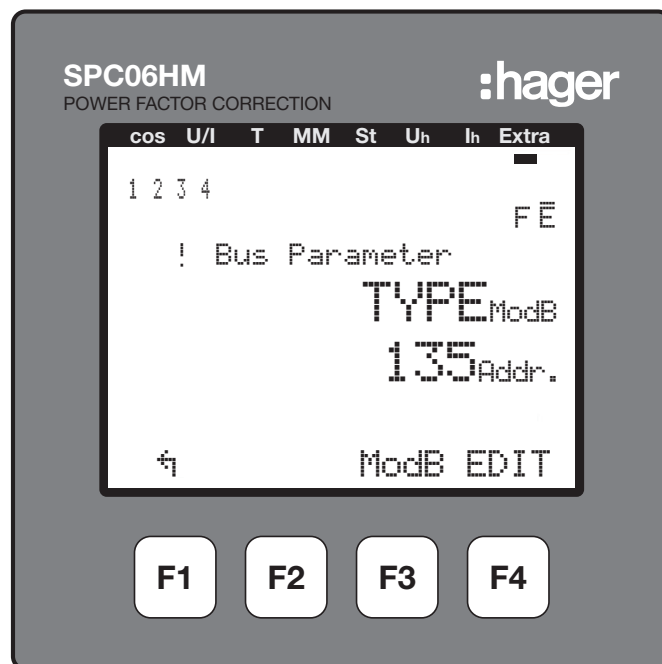 SPC06HM
:hager
POWER FACTOR CORRECTION
cos U/I T MM St Uh Ih Extra
1 2 3 4
F Ē
! Bus Parameter
TYPE ModB
135 Addr.
ModB EDIT
F1 F2 F3 F4